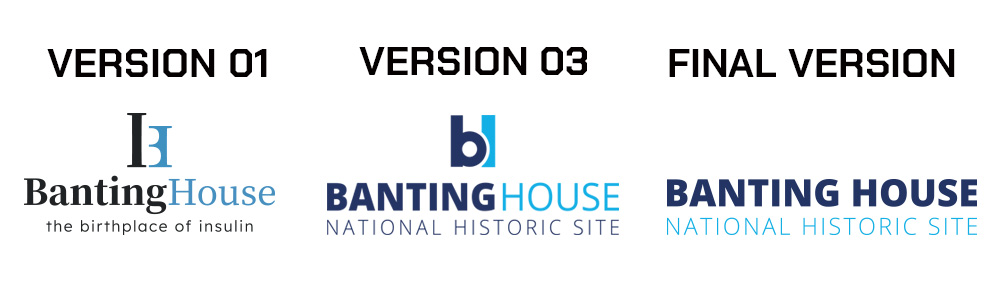 VERSION 01
BantingHouse
the birthplace of insulin
VERSION 03
b
BANTINGHOUSE
NATIONAL HISTORIC SITE
FINAL VERSION
BANTING HOUSE
NATIONAL HISTORIC SITE